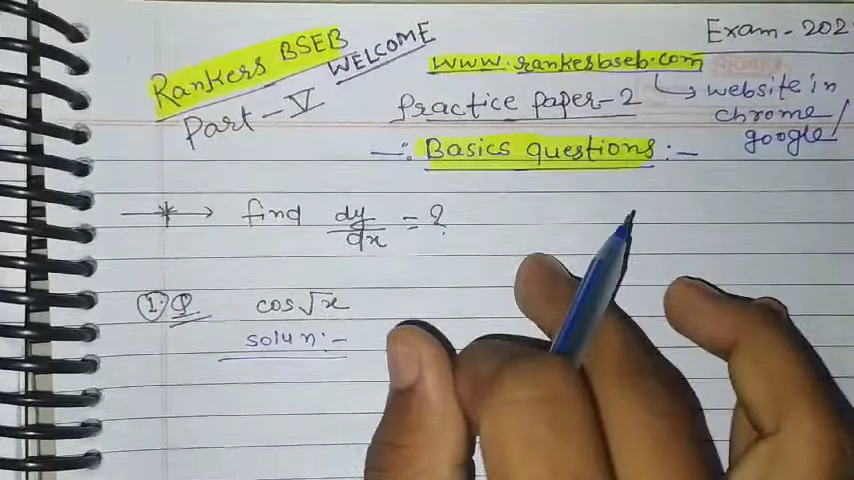 Rankers BSEB
WELCOME
Part - V
www.rankersbseb.com
Exam - 202
Practice paper - 2
website in
chrome
google
-: Basics questions :-
find dy/dx = ?
(1). Q cos√x
solun:-